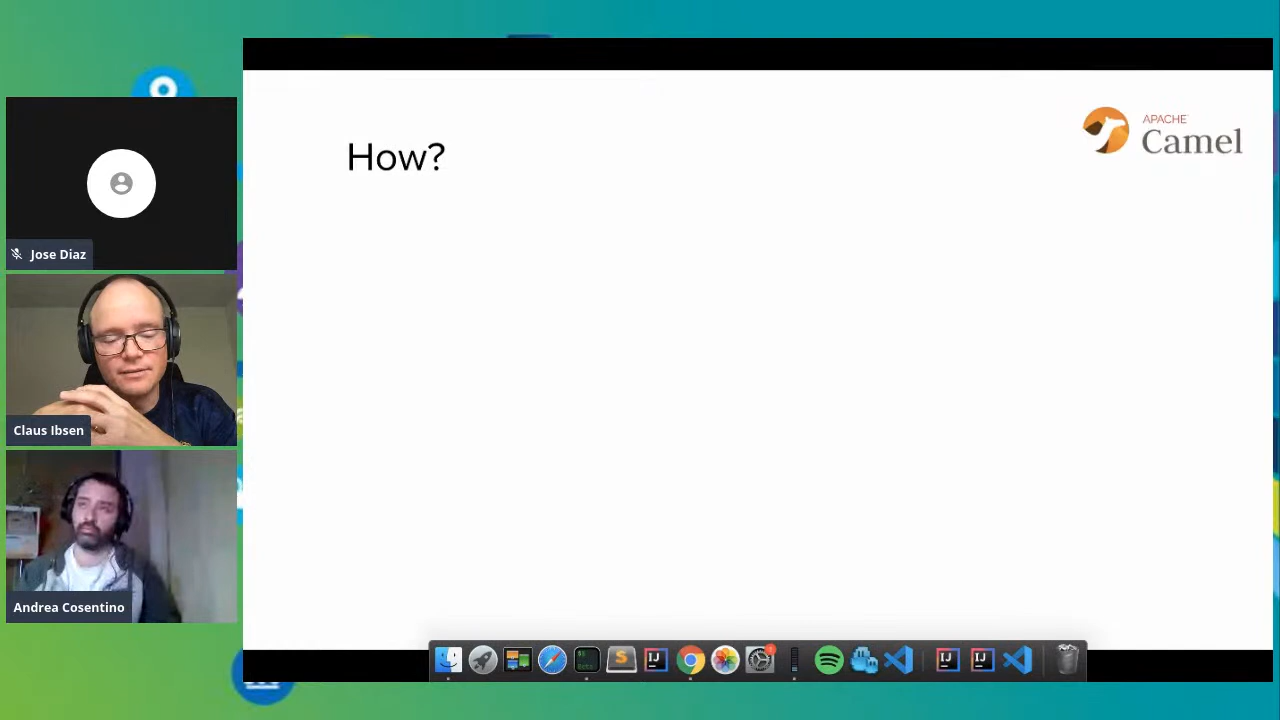 How?
APACHE
Camel
Jose Diaz
Claus Ibsen
Andrea Cosentino